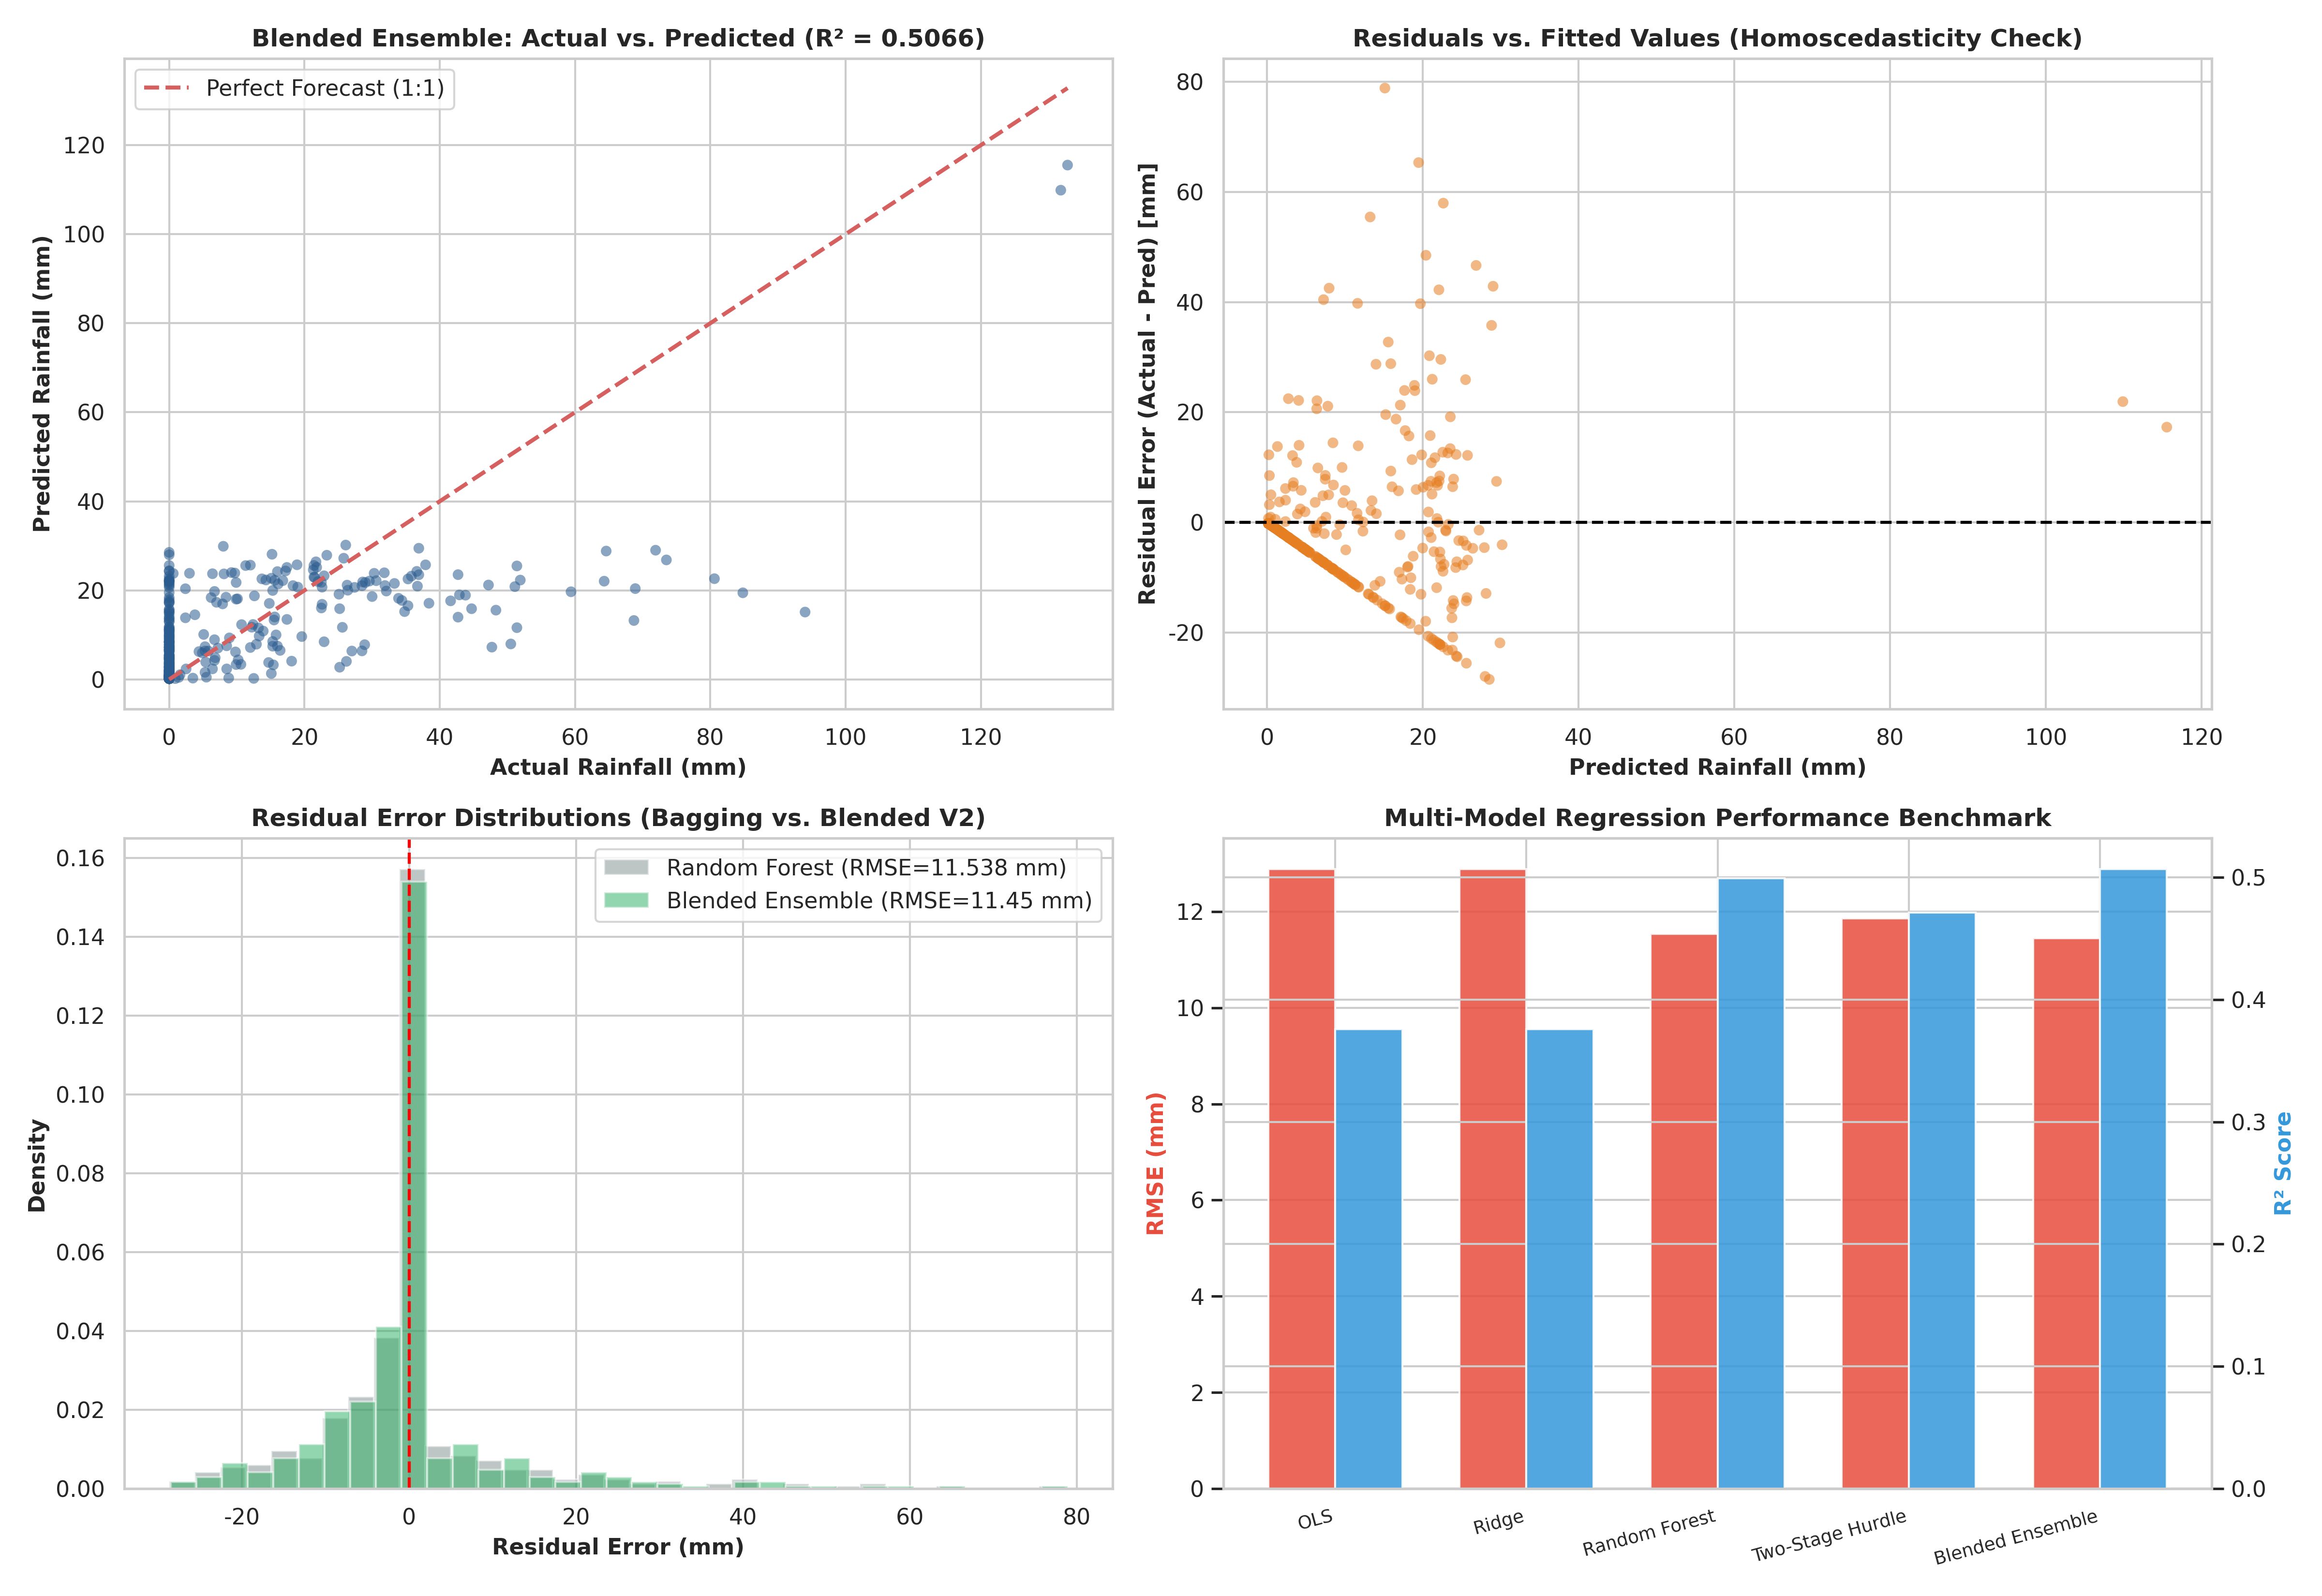 Blended Ensemble: Actual vs. Predicted (R² = 0.5066)
Perfect Forecast (1:1)
Predicted Rainfall (mm)
120
100
80
60
40
20
0
0 20 40 60 80 100 120
Actual Rainfall (mm)
Residuals vs. Fitted Values (Homoscedasticity Check)
Residual Error (Actual - Pred) [mm]
80
60
40
20
0
-20
0 20 40 60 80 100 120
Predicted Rainfall (mm)
Residual Error Distributions (Bagging vs. Blended V2)
Random Forest (RMSE=11.538 mm)
Blended Ensemble (RMSE=11.45 mm)
Density
0.16
0.14
0.12
0.10
0.08
0.06
0.04
0.02
0.00
-20 0 20 40 60 80
Residual Error (mm)
Multi-Model Regression Performance Benchmark
RMSE (mm)
12
10
8
6
4
2
0
R² Score
0.5
0.4
0.3
0.2
0.1
0.0
OLS
Ridge
Random Forest
Two-Stage Hurdle
Blended Ensemble